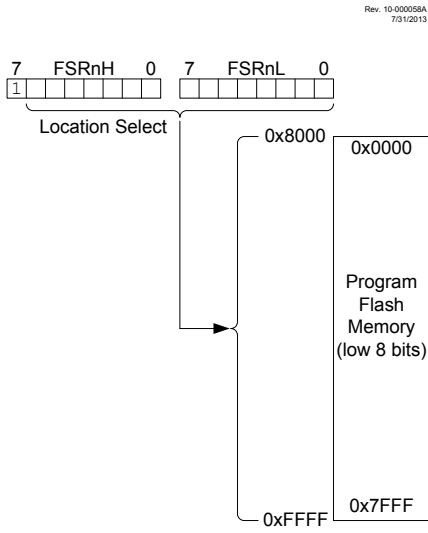 Rev. 10-000058A
7/31/2013
7 FSRnH 0 7 FSRnL 0
1
Location Select
0x8000
0x0000
Program
Flash
Memory
(low 8 bits)
0x7FFF
0xFFFF